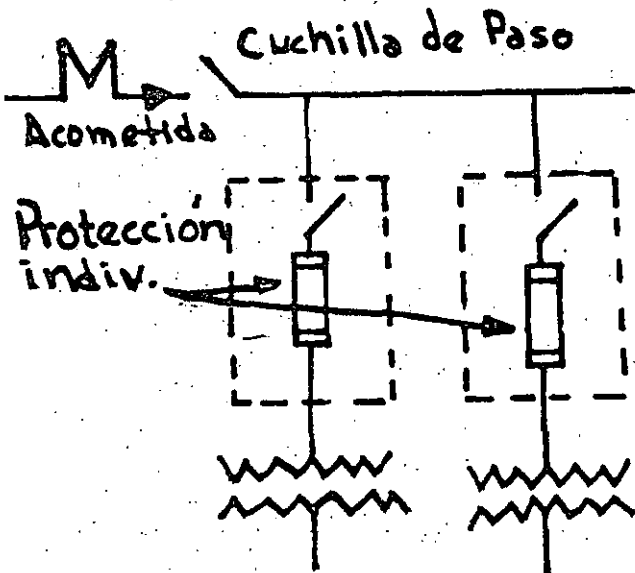 Cuchilla de Paso
M
Acometida
Protección
indiv.